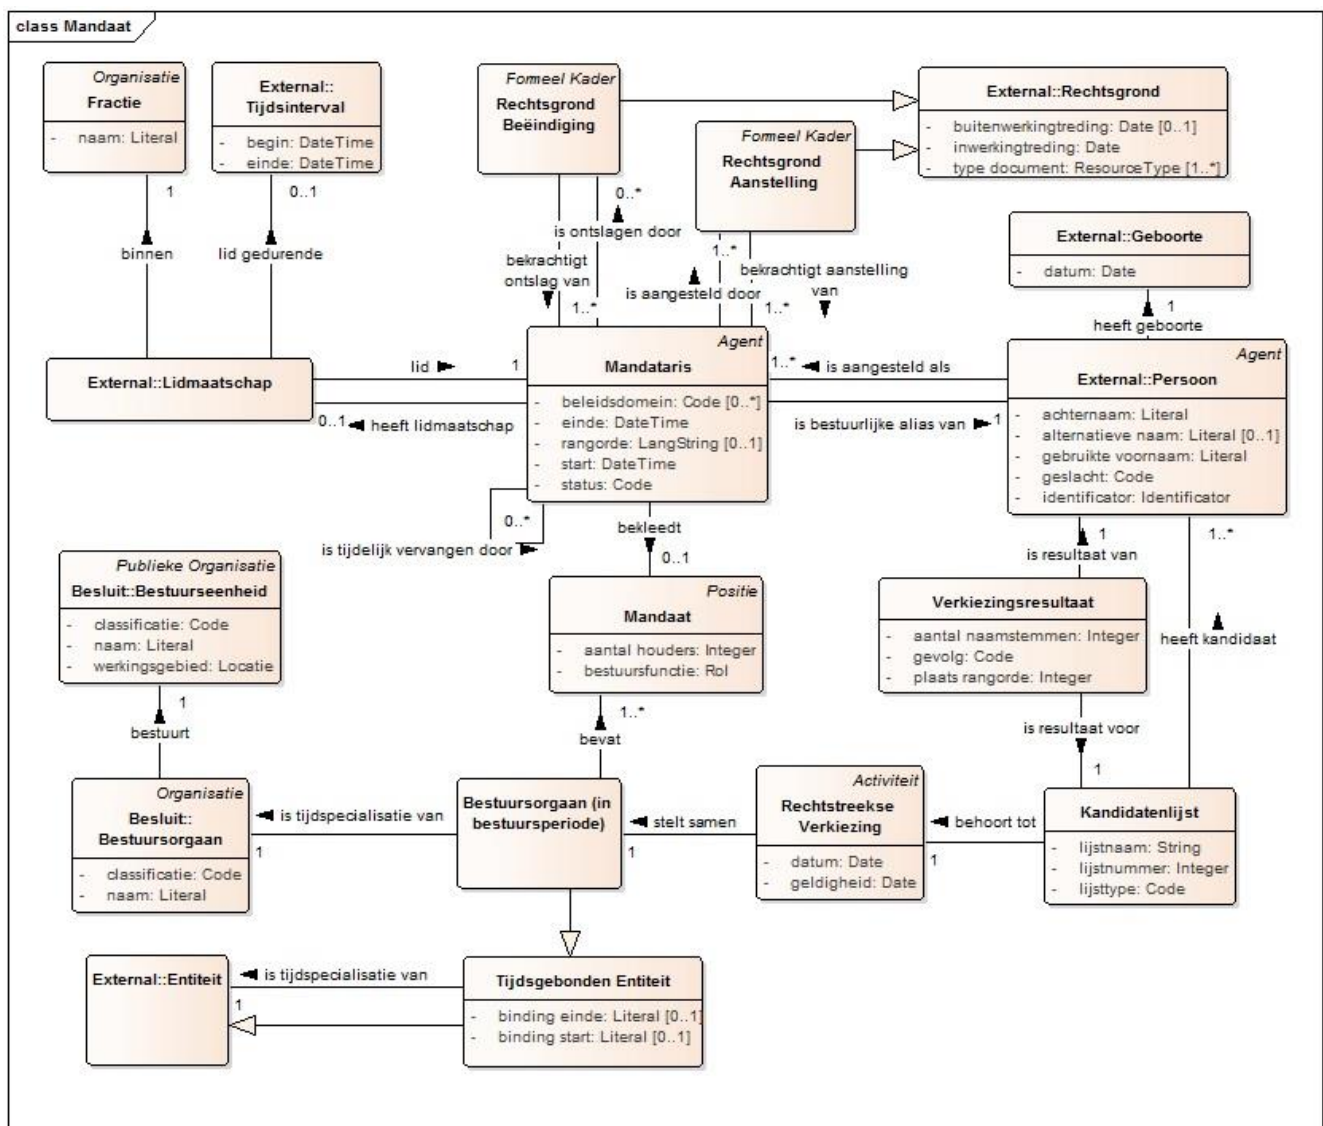 class Mandaat
Organisatie
Fractie
- naam: Literal
External::
Tijdsinterval
- begin: DateTime
- einde: DateTime
Formeel Kader
Rechtsgrond
Beëindiging
Formeel Kader
Rechtsgrond
Aanstelling
External::Rechtsgrond
- buitenwerkingtreding: Date [0..1]
- inwerkingtreding: Date
- type document: ResourceType [1..*]
1
0..1
binnen
lid gedurende
0..*
is ontslagen door
bekrachtigt
ontslag van
1..*
1..*
is aangesteld door
bekrachtigt aanstelling
van
1..*
External::Geboorte
- datum: Date
1
heeft geboorte
External::Lidmaatschap
lid
1
0..1
heeft lidmaatschap
Agent
Mandataris
- beleidsdomein: Code [0..*]
- einde: DateTime
- rangorde: LangString [0..1]
- start: DateTime
- status: Code
1..*
is aangesteld als
is bestuurlijke alias van
1
Agent
External::Persoon
- achternaam: Literal
- alternatieve naam: Literal [0..1]
- gebruikte voornaam: Literal
- geslacht: Code
- identificator: Identificator
0..*
is tijdelijk vervangen door
bekleedt
0..1
1
is resultaat van
1..*
heeft kandidaat
Publieke Organisatie
Besluit::Bestuurseenheid
- classificatie: Code
- naam: Literal
- werkingsgebied: Locatie
Positie
Mandaat
- aantal houders: Integer
- bestuursfunctie: Rol
Verkiezingsresultaat
- aantal naamstemmen: Integer
- gevolg: Code
- plaats rangorde: Integer
1
bestuurt
1..*
bevat
is resultaat voor
1
Organisatie
Besluit::
Bestuursorgaan
- classificatie: Code
- naam: Literal
is tijdspecialisatie van
1
Bestuursorgaan (in
bestuursperiode)
stelt samen
1
Activiteit
Rechtstreekse
Verkiezing
- datum: Date
- geldigheid: Date
behoort tot
1
Kandidatenlijst
- lijstnaam: String
- lijstnummer: Integer
- lijsttype: Code
External::Entiteit
is tijdspecialisatie van
1
Tijdsgebonden Entiteit
- binding einde: Literal [0..1]
- binding start: Literal [0..1]